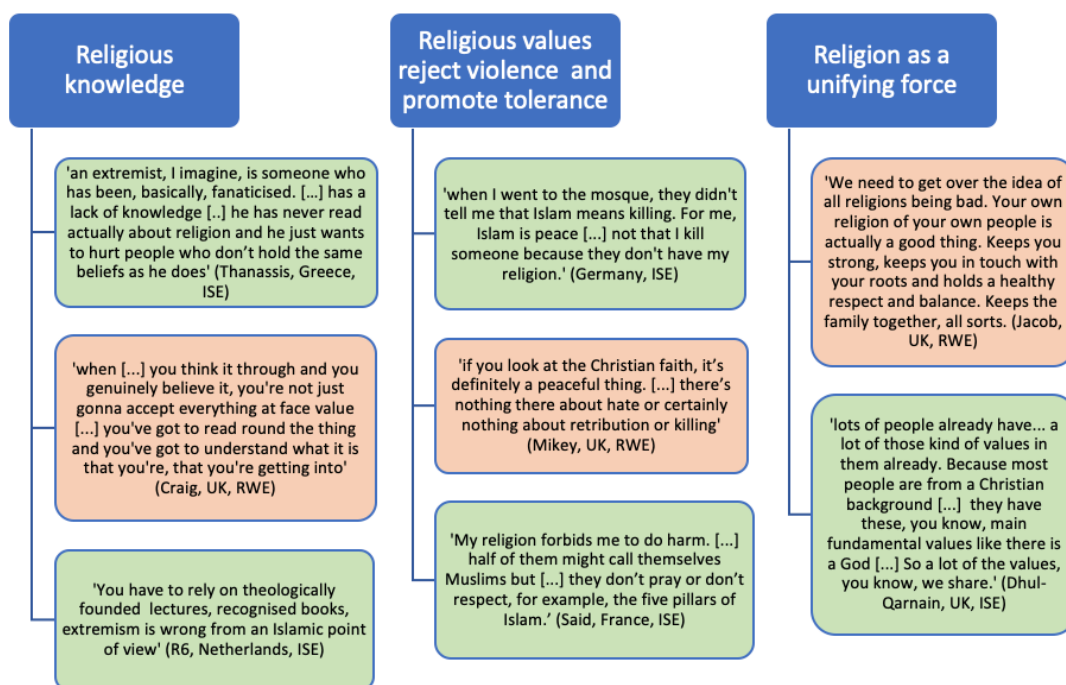 Religious
knowledge
'an extremist, I imagine, is someone who
has been, basically, fanaticised. […] has a
lack of knowledge [..] he has never read
actually about religion and he just wants
to hurt people who don’t hold the same
beliefs as he does' (Thanassis, Greece,
ISE)
'when [...] you think it through and you
genuinely believe it, you're not just
gonna accept everything at face value
[...] you've got to read round the thing
and you've got to understand what it is
that you're, that you're getting into'
(Craig, UK, RWE)
'You have to rely on theologically
founded lectures, recognised books,
extremism is wrong from an Islamic point
of view' (R6, Netherlands, ISE)
Religious values
reject violence and
promote tolerance
'when I went to the mosque, they didn't
tell me that Islam means killing. For me,
Islam is peace [...] not that I kill
someone because they don't have my
religion.' (Germany, ISE)
'if you look at the Christian faith, it’s
definitely a peaceful thing. [...] there’s
nothing there about hate or certainly
nothing about retribution or killing'
(Mikey, UK, RWE)
'My religion forbids me to do harm. [...]
half of them might call themselves
Muslims but [...] they don’t pray or don’t
respect, for example, the five pillars of
Islam.’ (Said, France, ISE)
Religion as a
unifying force
'We need to get over the idea of
all religions being bad. Your own
religion of your own people is
actually a good thing. Keeps you
strong, keeps you in touch with
your roots and holds a healthy
respect and balance. Keeps the
family together, all sorts. (Jacob,
UK, RWE)
'lots of people already have... a
lot of those kind of values in
them already. Because most
people are from a Christian
background [...] they have
these, you know, main
fundamental values like there is
a God [...] So a lot of the values,
you know, we share.' (Dhul-
Qarnain, UK, ISE)